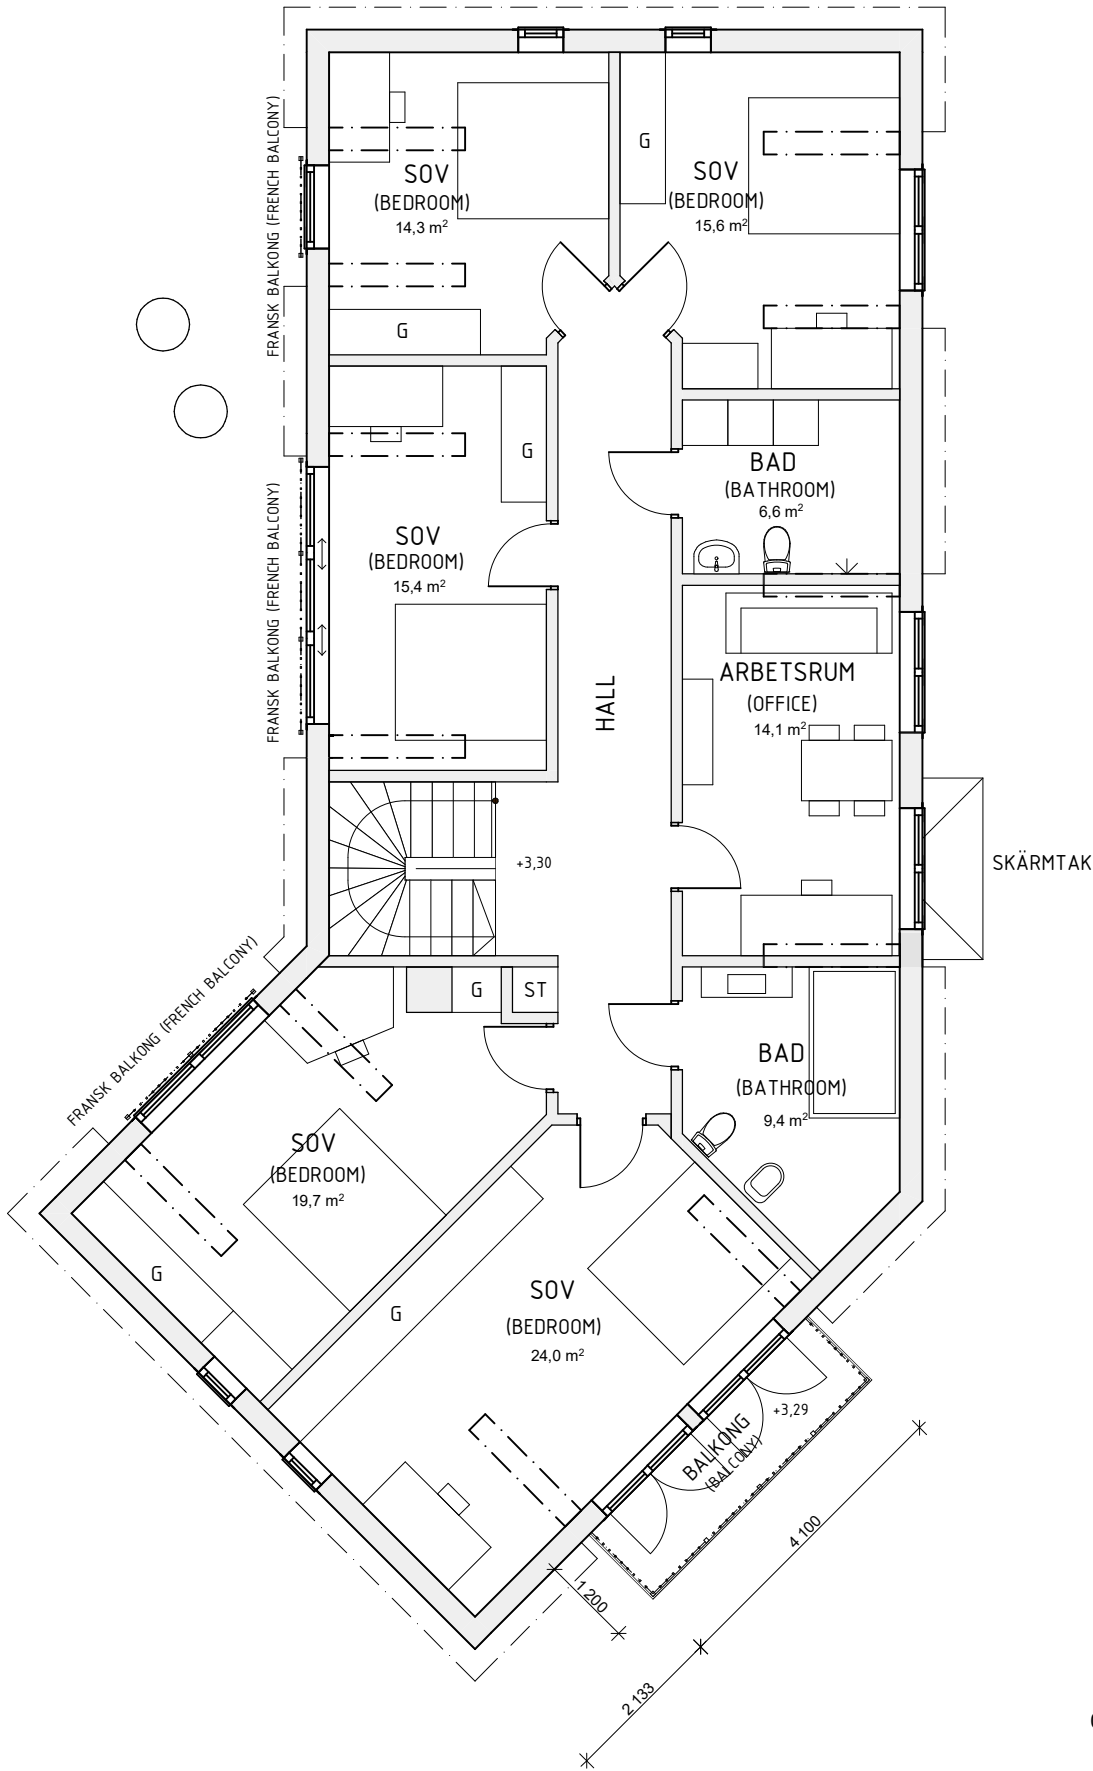 FRANSK BALKONG (FRENCH BALCONY)
SOV
(BEDROOM)
14,3 m²
G
G
SOV
(BEDROOM)
15,6 m²
FRANSK BALKONG (FRENCH BALCONY)
SOV
(BEDROOM)
15,4 m²
G
BAD
(BATHROOM)
6,6 m²
HALL
ARBETSRUM
(OFFICE)
14,1 m²
+3,30
SKÄRMTAK
FRANSK BALKONG (FRENCH BALCONY)
G
ST
BAD
(BATHROOM)
9,4 m²
SOV
(BEDROOM)
19,7 m²
G
G
SOV
(BEDROOM)
24,0 m²
BALKONG
(BALCONY)
+3,29
4 100
1 200
2 133